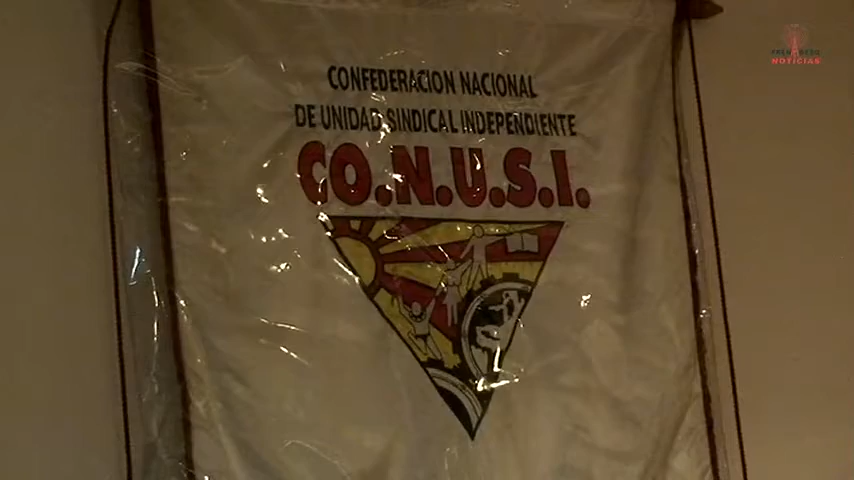 CONFEDERACION NACIONAL
DE UNIDAD SINDICAL INDEPENDIENTE
CO.N.U.S.I.
NOTICIAS